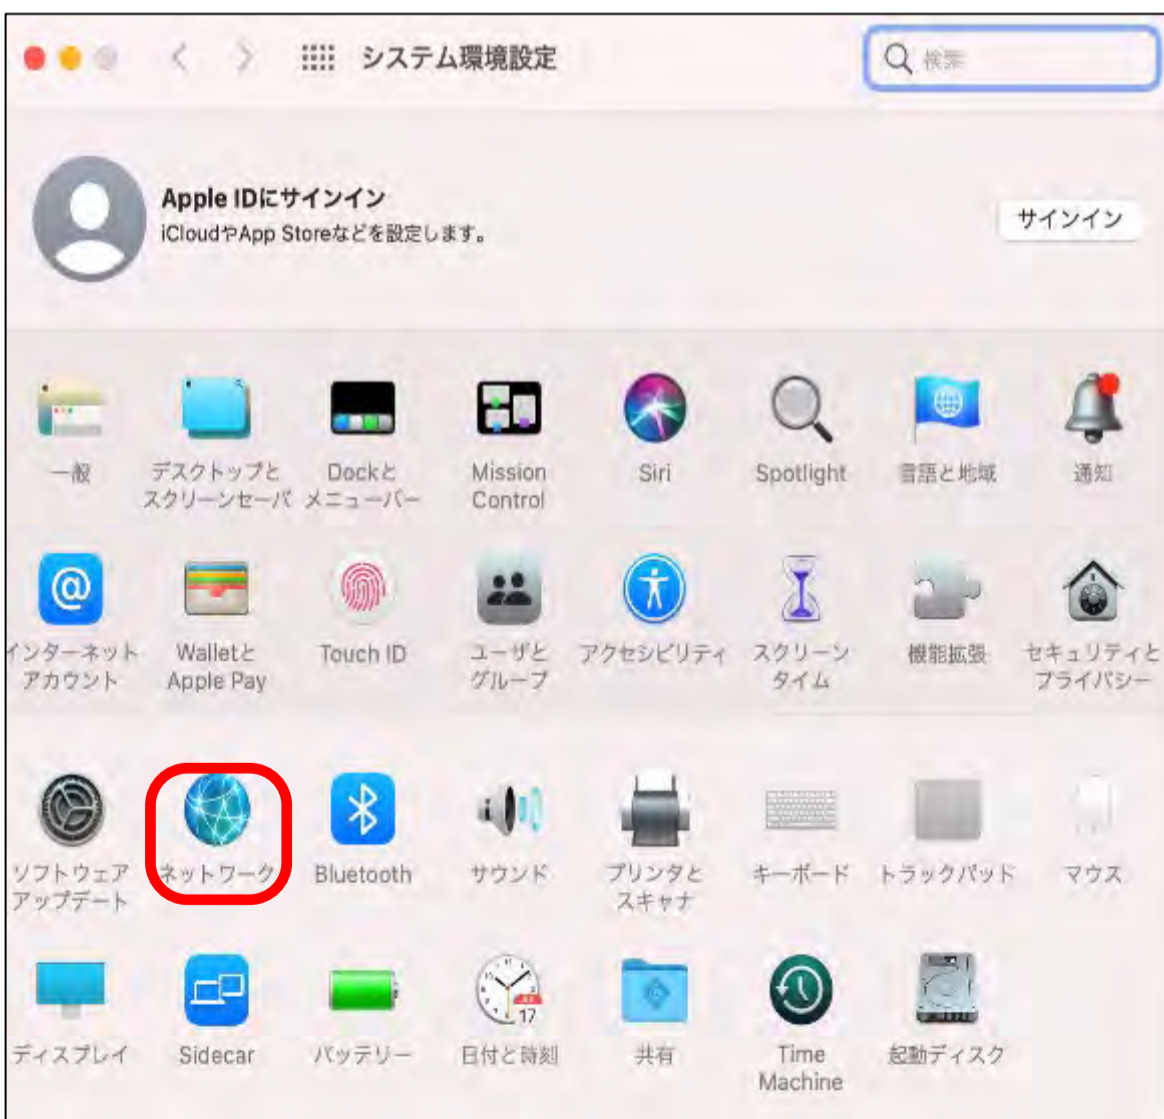 システム環境設定
検索
Apple IDにサインイン
iCloudやApp Storeなどを設定します。
サインイン
一般
デスクトップと
スクリーンセーバ
Dockと
メニューバー
Mission
Control
Siri
Spotlight
言語と地域
通知
@
インターネット
アカウント
Walletと
Apple Pay
Touch ID
ユーザと
グループ
アクセシビリティ
スクリーン
タイム
機能拡張
セキュリティと
プライバシー
ソフトウェア
アップデート
ネットワーク
Bluetooth
サウンド
プリンタと
スキャナ
キーボード
トラックパッド
マウス
ディスプレイ
Sidecar
バッテリー
17
日付と時刻
共有
Time
Machine
起動ディスク